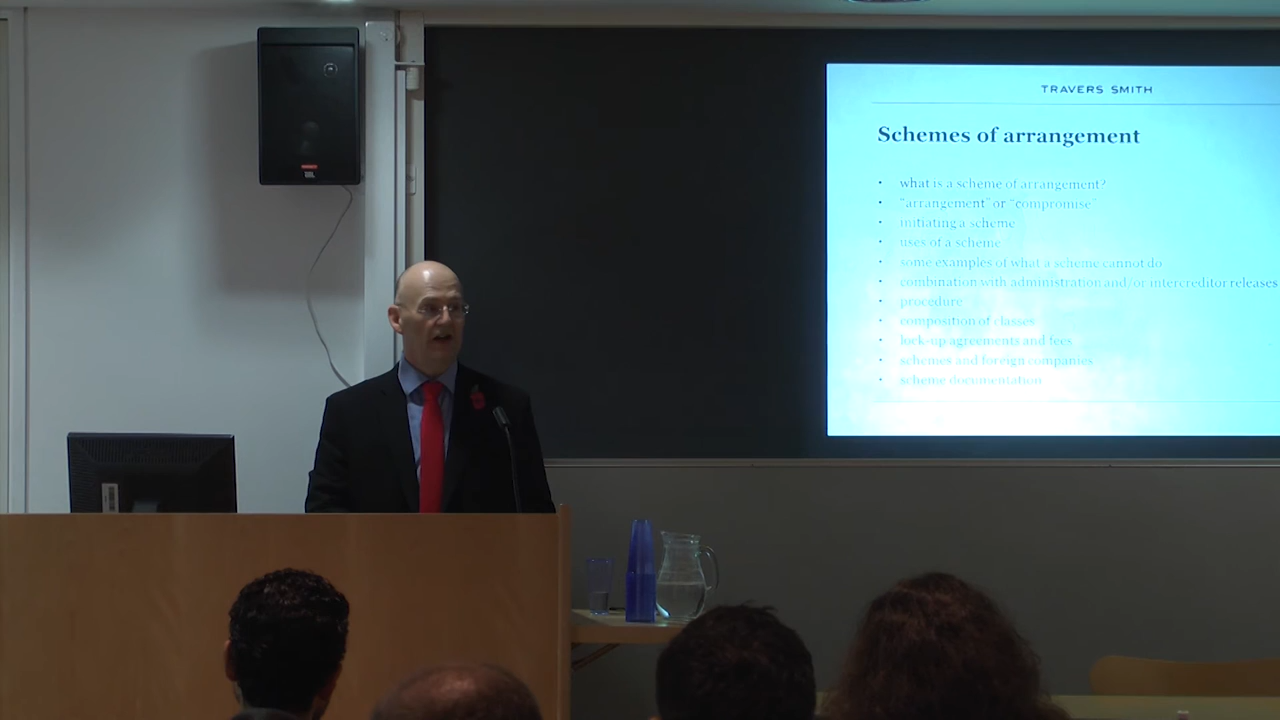 TRAVERS SMITH
Schemes of arrangement
• what is a scheme of arrangement?
• “arrangement” or “compromise”
• initiating a scheme
• uses of a scheme
• some examples of what a scheme cannot do
• combination with administration and/or intercreditor releases
• procedure
• composition of classes
• lock-up agreements and fees
• schemes and foreign companies
• scheme documentation
JBL